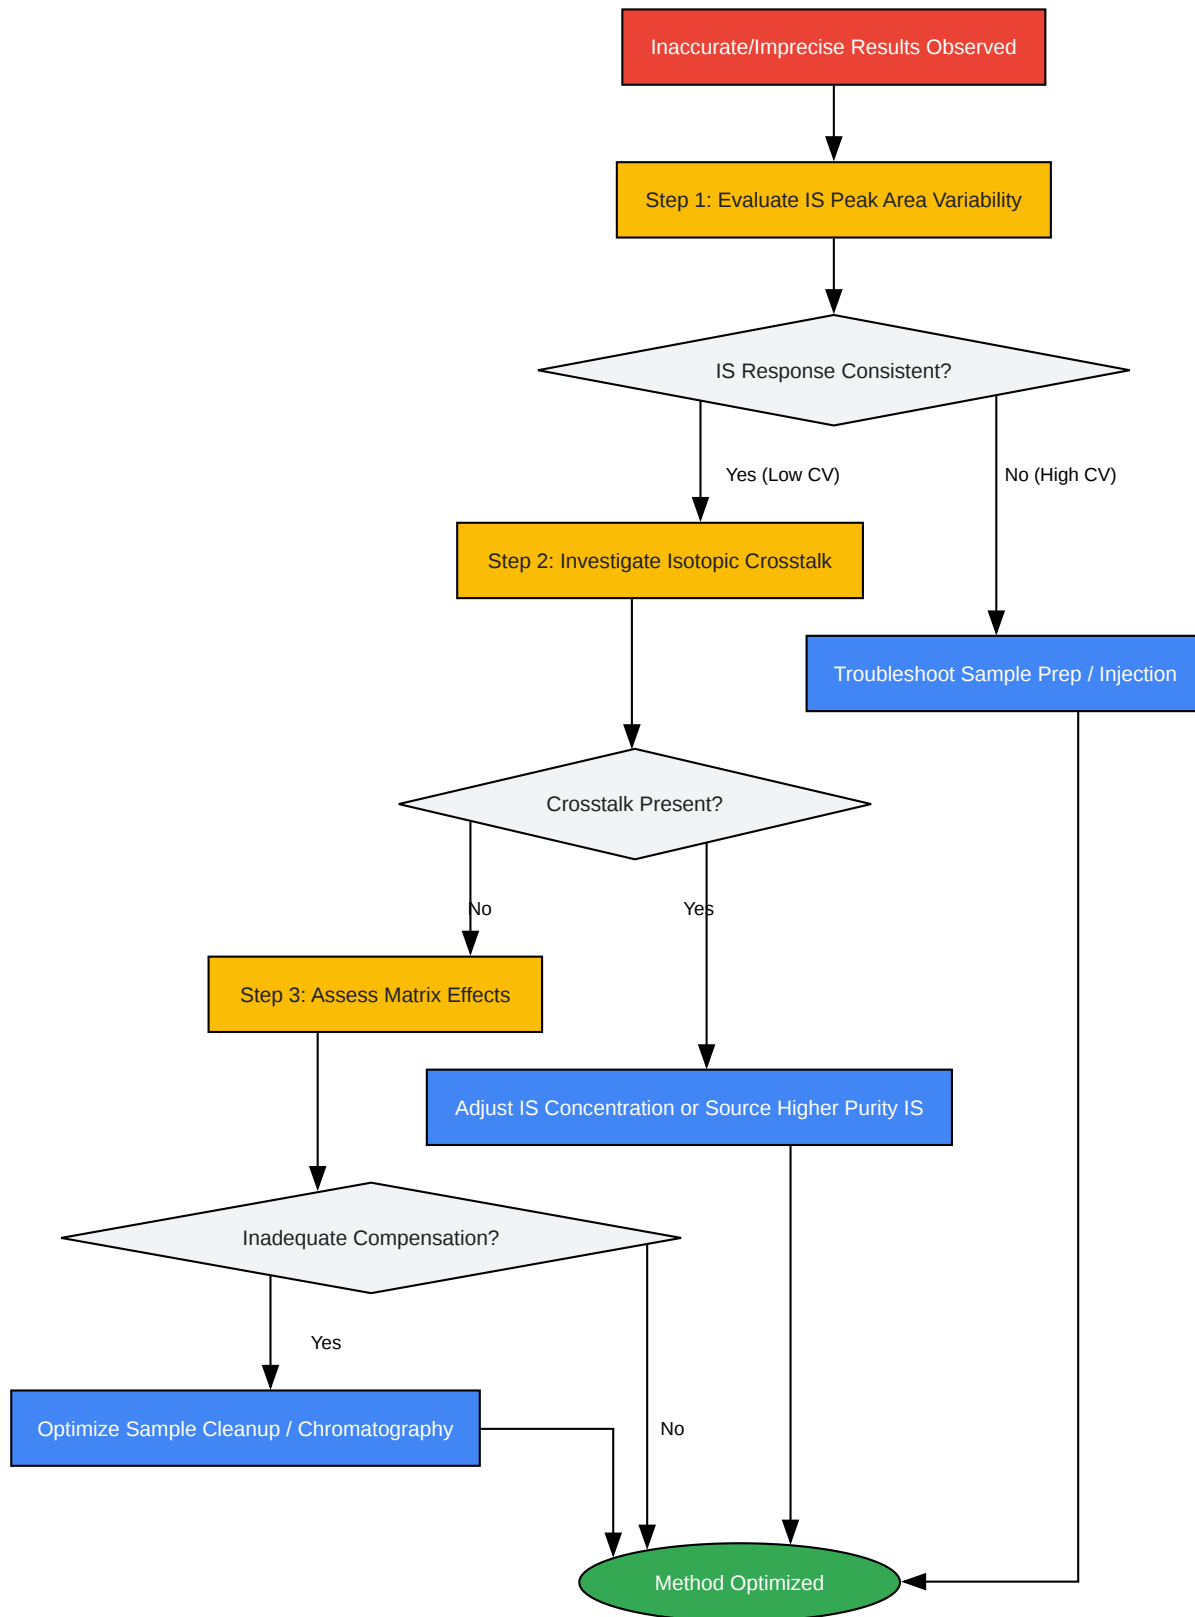 Inaccurate/Imprecise Results Observed
Step 1: Evaluate IS Peak Area Variability
IS Response Consistent?
Yes (Low CV)
No (High CV)
Step 2: Investigate Isotopic Crosstalk
Troubleshoot Sample Prep / Injection
Crosstalk Present?
No
Yes
Step 3: Assess Matrix Effects
Adjust IS Concentration or Source Higher Purity IS
Inadequate Compensation?
Yes
Optimize Sample Cleanup / Chromatography
No
Method Optimized